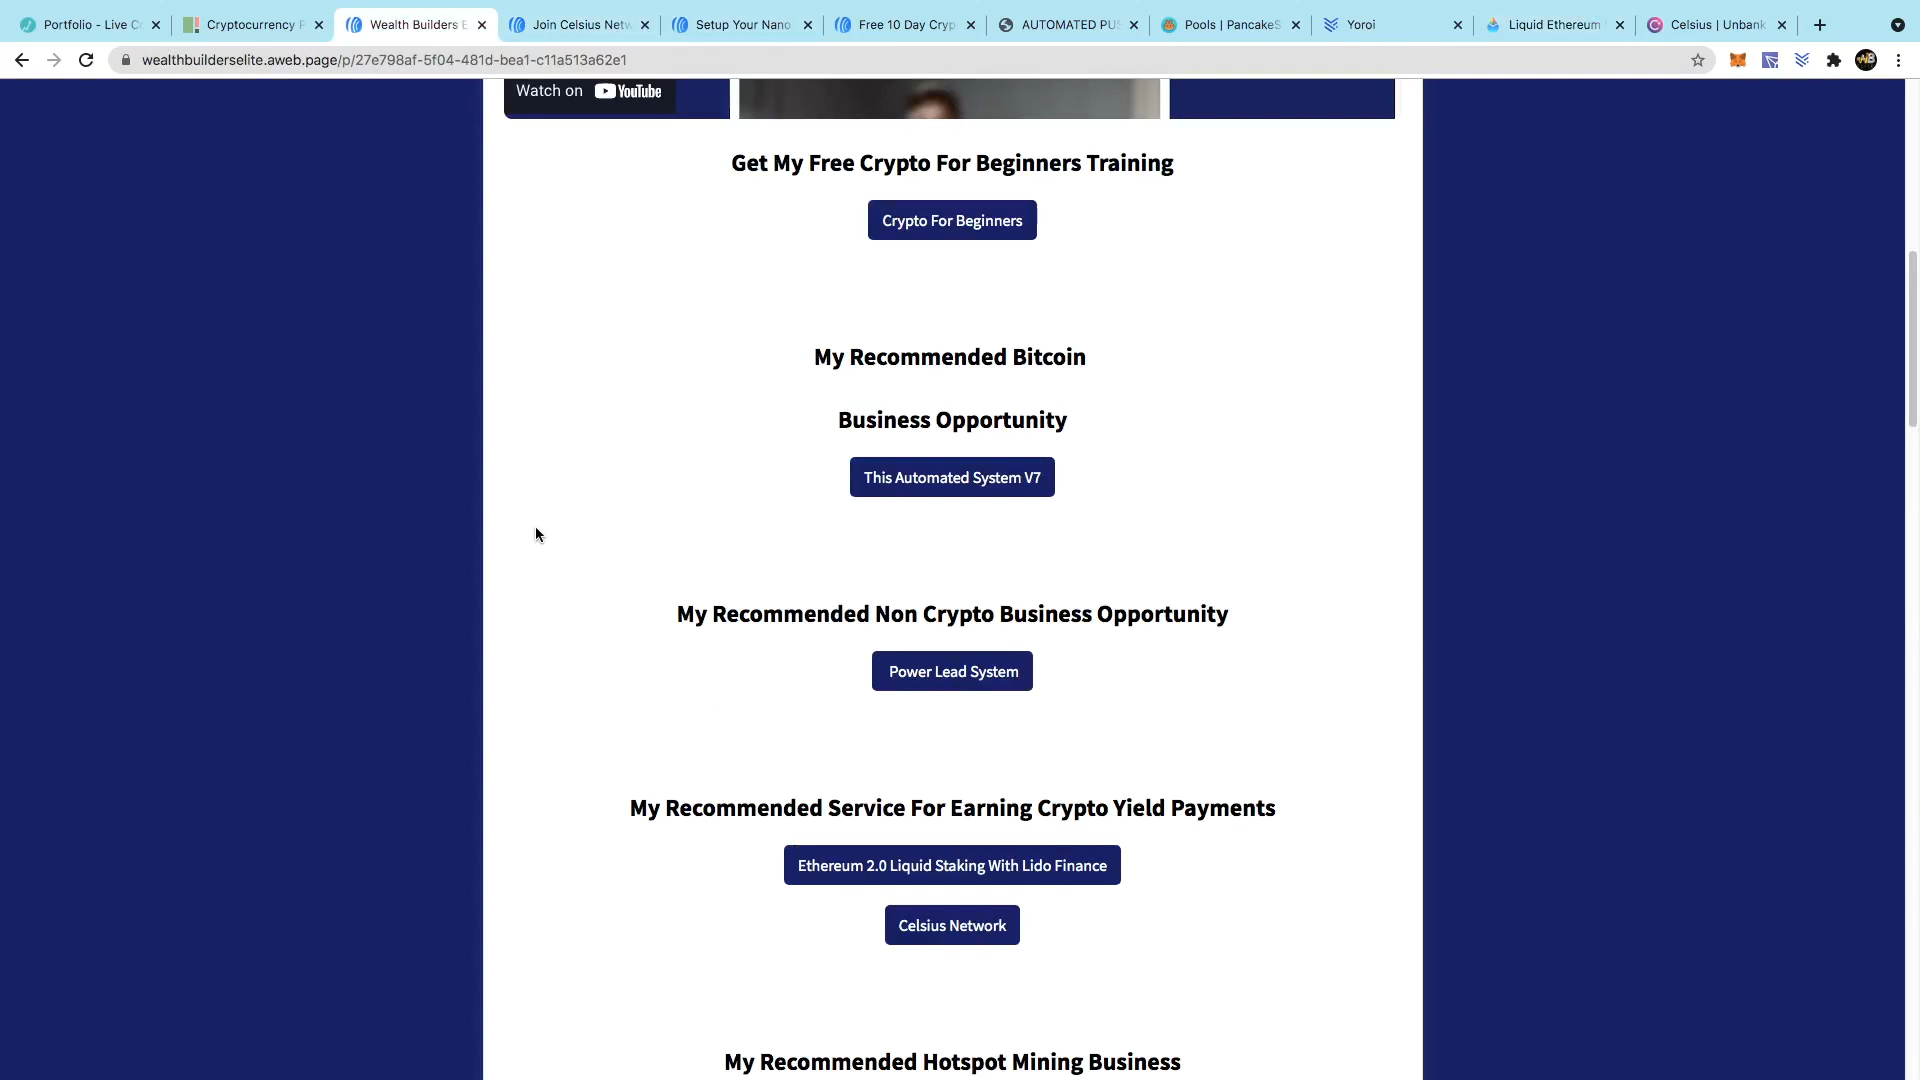 Portfolio - Live C
Cryptocurrency P
Wealth Builders E
Join Celsius Netw
Setup Your Nano
Free 10 Day Cryp
AUTOMATED PU
Pools | PancakeS
Yoroi
Liquid Ethereum
Celsius | Unbank
wealthbuilderselite.aweb.page/p/27e798af-5f04-481d-bea1-c11a513a62e1
Watch on YouTube
Get My Free Crypto For Beginners Training
Crypto For Beginners
My Recommended Bitcoin
Business Opportunity
This Automated System V7
My Recommended Non Crypto Business Opportunity
Power Lead System
My Recommended Service For Earning Crypto Yield Payments
Ethereum 2.0 Liquid Staking With Lido Finance
Celsius Network
My Recommended Hotspot Mining Business